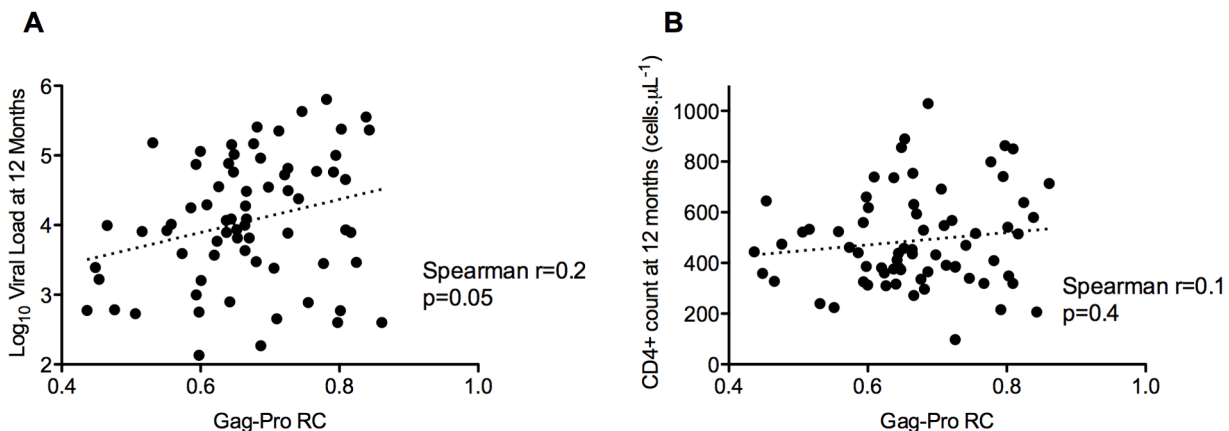 A
Log10 Viral Load at 12 Months
6
5
4
3
2
0.4 0.6 0.8 1.0
Gag-Pro RC
Spearman r=0.2
p=0.05
B
CD4+ count at 12 months (cells.μL-1)
1000
800
600
400
200
0
0.4 0.6 0.8 1.0
Gag-Pro RC
Spearman r=0.1
p=0.4